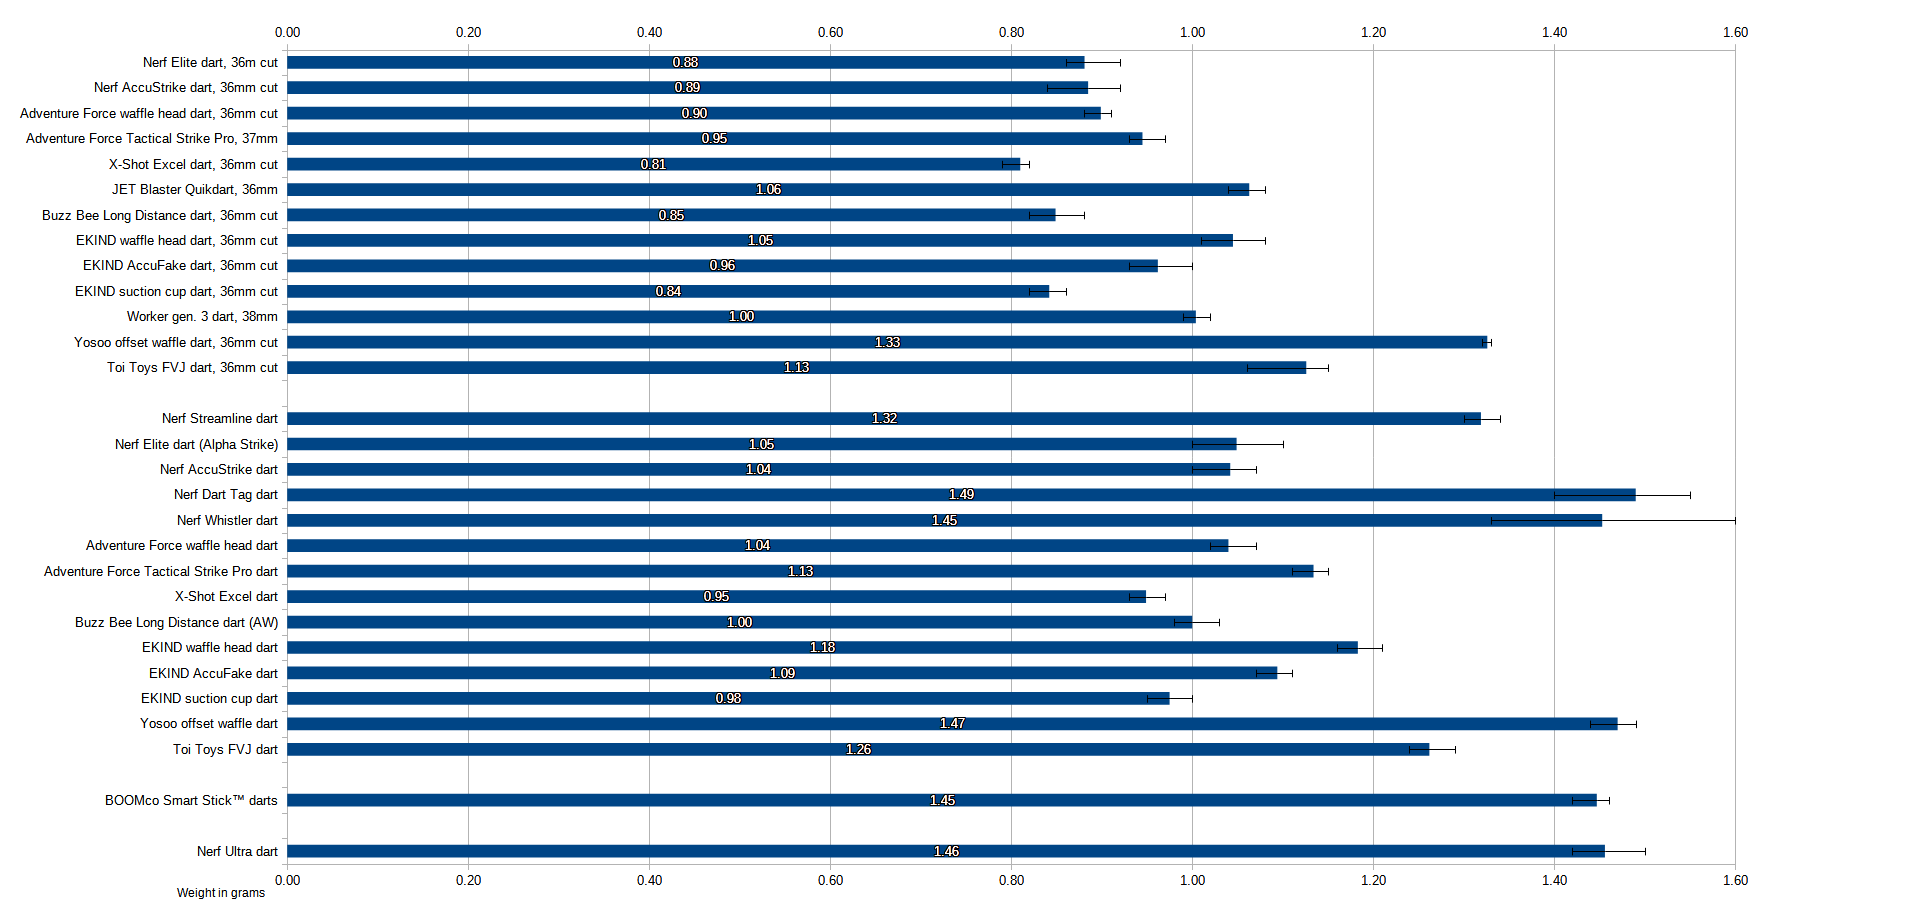 0.00 0.20 0.40 0.60 0.80 1.00 1.20 1.40 1.60
Nerf Elite dart, 36m cut 0.88
Nerf AccuStrike dart, 36mm cut 0.89
Adventure Force waffle head dart, 36mm cut 0.90
Adventure Force Tactical Strike Pro, 37mm 0.95
X-Shot Excel dart, 36mm cut 0.81
JET Blaster Quikdart, 36mm 1.06
Buzz Bee Long Distance dart, 36mm cut 0.85
EKIND waffle head dart, 36mm cut 1.05
EKIND AccuFake dart, 36mm cut 0.96
EKIND suction cup dart, 36mm cut 0.84
Worker gen. 3 dart, 38mm 1.00
Yosoo offset waffle dart, 36mm cut 1.33
Toi Toys FVJ dart, 36mm cut 1.13
Nerf Streamline dart 1.32
Nerf Elite dart (Alpha Strike) 1.05
Nerf AccuStrike dart 1.04
Nerf Dart Tag dart 1.49
Nerf Whistler dart 1.45
Adventure Force waffle head dart 1.04
Adventure Force Tactical Strike Pro dart 1.13
X-Shot Excel dart 0.95
Buzz Bee Long Distance dart (AW) 1.00
EKIND waffle head dart 1.18
EKIND AccuFake dart 1.09
EKIND suction cup dart 0.98
Yosoo offset waffle dart 1.47
Toi Toys FVJ dart 1.26
BOOMco Smart Stick™ darts 1.45
Nerf Ultra dart 1.46
0.00 0.20 0.40 0.60 0.80 1.00 1.20 1.40 1.60
Weight in grams